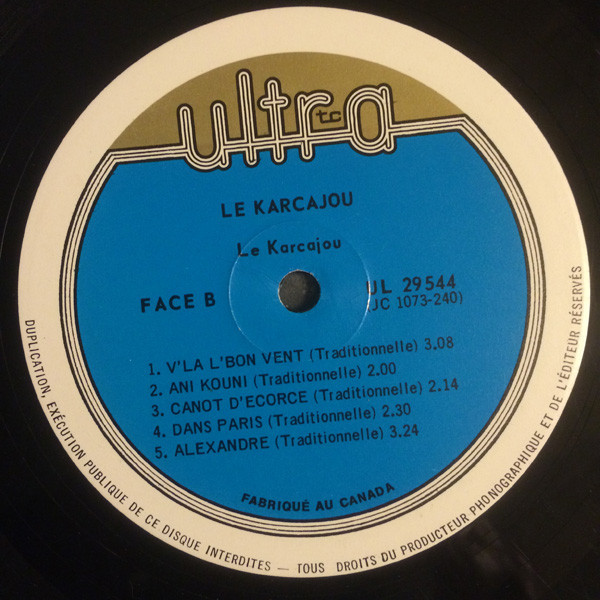 ultra
tc
LE KARCAJOU
Le Karcajou
FACE B
UL 29544
(JC 1073-240)
1. V'LA L'BON VENT (Traditionnelle) 3.08
2. ANI KOUNI (Traditionnelle) 2.00
3. CANOT D'ECORCE (Traditionnelle) 2.14
4. DANS PARIS (Traditionnelle) 2.30
5. ALEXANDRE (Traditionnelle) 3.24
FABRIQUÉ AU CANADA
DUPLICATION, EXÉCUTION PUBLIQUE DE CE DISQUE INTERDITES — TOUS DROITS DU PRODUCTEUR PHONOGRAPHIQUE ET DE L'ÉDITEUR RÉSERVÉS